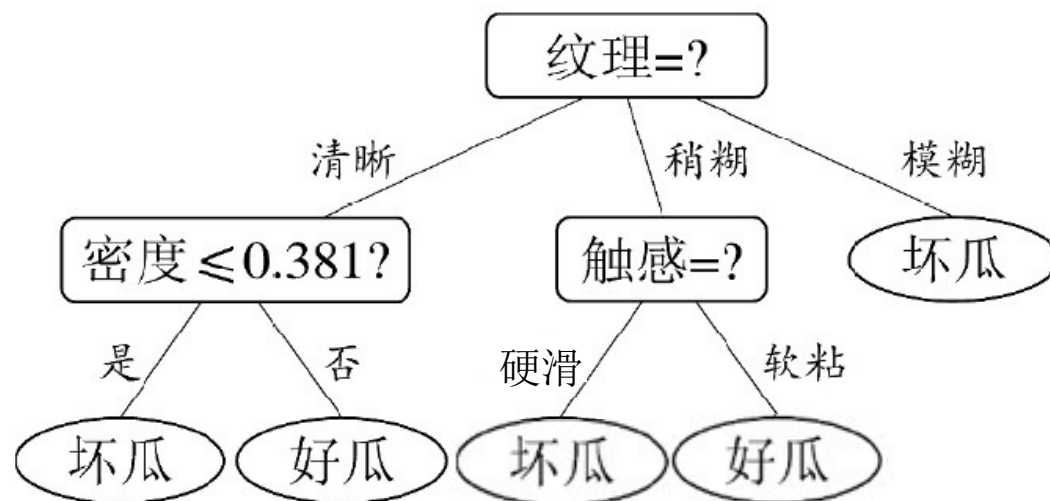 纹理=?
清晰 稍糊 模糊
密度≤0.381? 触感=? 坏瓜
是 否 硬滑 软粘
坏瓜 好瓜 坏瓜 好瓜